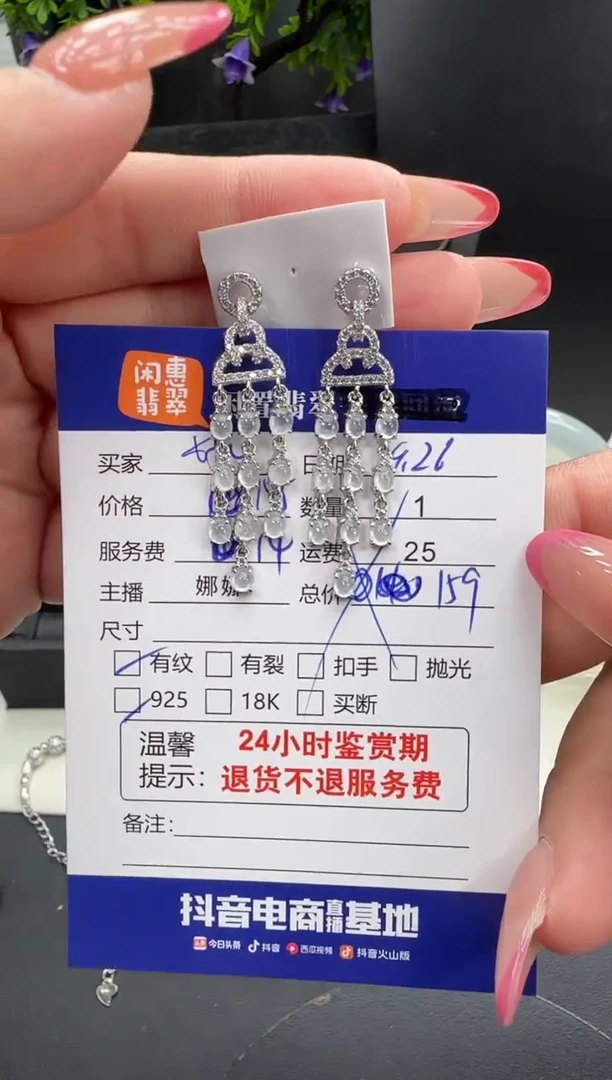 闲惠
翡翠
买家 日期 9.26
价格 数量 1
服务费 14 运费 25
主播 娜娜 总价 159
尺寸
有纹 有裂 扣手 抛光
925 18K 买断
温馨 24小时鉴赏期
提示: 退货不退服务费
备注:
抖音电商直播基地
头条 今日头条 抖音 西瓜视频 抖音火山版